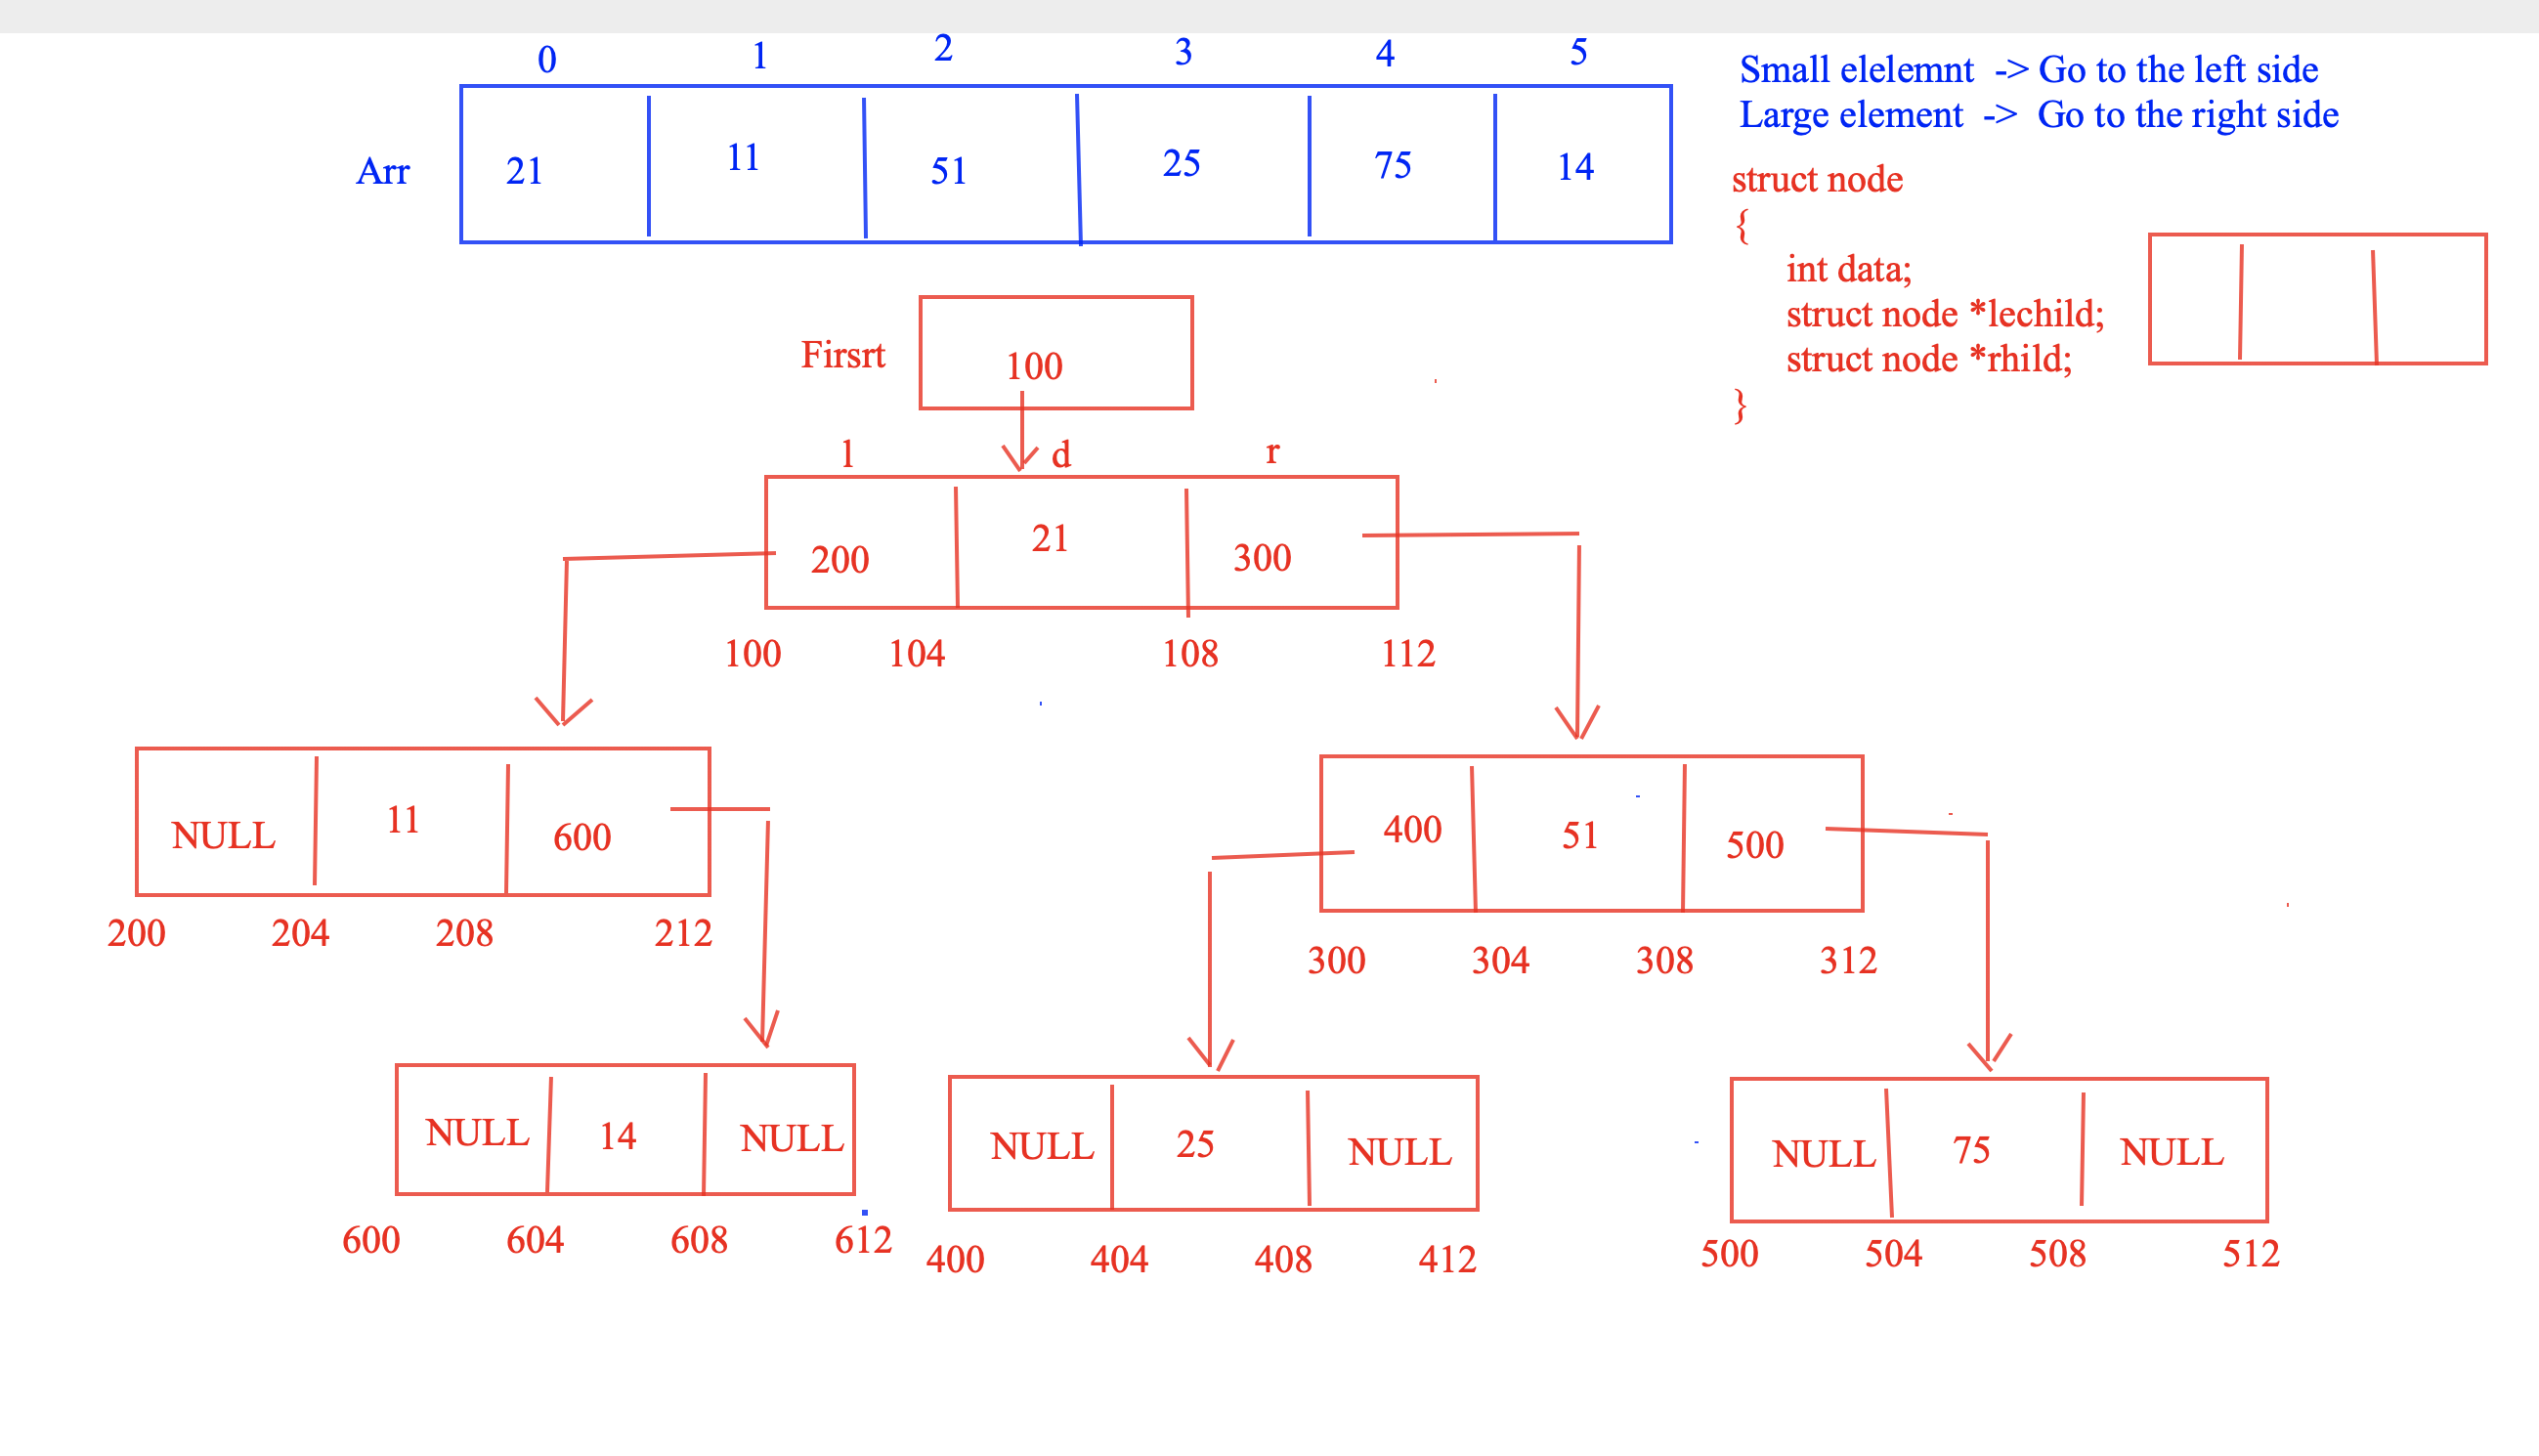 0 1 2 3 4 5
Arr 21 11 51 25 75 14
Small elelemnt -> Go to the left side
Large element -> Go to the right side
struct node
{
int data;
struct node *lechild;
struct node *rhild;
}
Firsrt 100
l d r
200 21 300
100 104 108 112
NULL 11 600
200 204 208 212
400 51 500
300 304 308 312
NULL 14 NULL
600 604 608 612
NULL 25 NULL
400 404 408 412
NULL 75 NULL
500 504 508 512